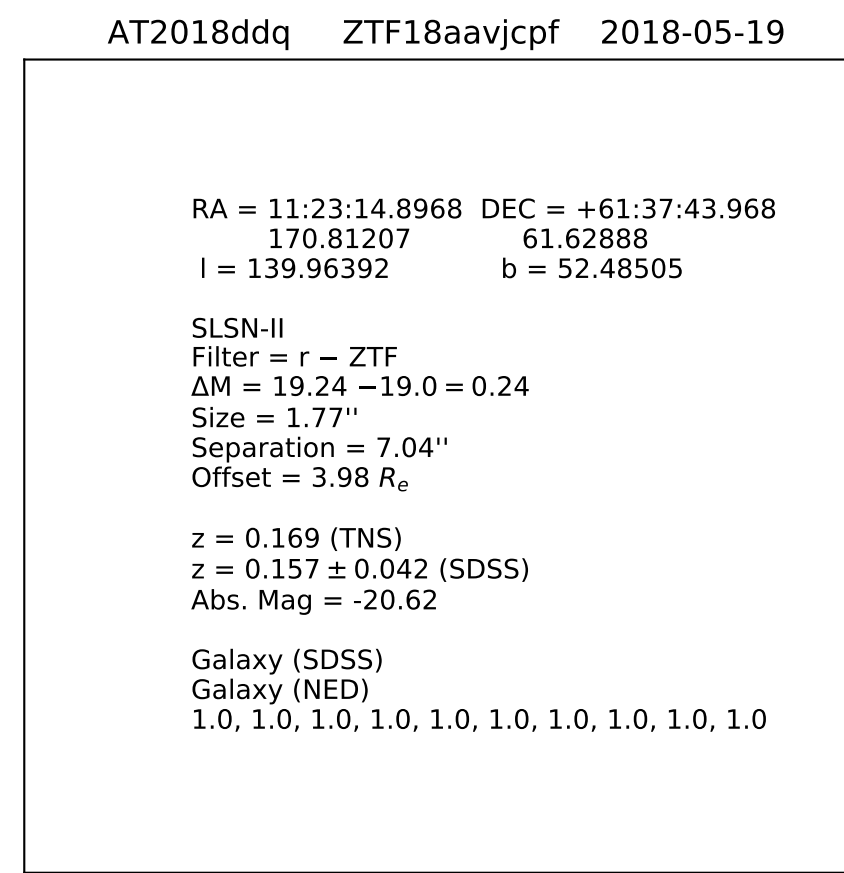 AT2018ddq ZTF18aavjcpf 2018-05-19
RA = 11:23:14.8968 DEC = +61:37:43.968
170.81207 61.62888
l = 139.96392 b = 52.48505
SLSN-II
Filter = r − ZTF
ΔM = 19.24 −19.0 = 0.24
Size = 1.77''
Separation = 7.04''
Offset = 3.98 Rₑ
z = 0.169 (TNS)
z = 0.157 ± 0.042 (SDSS)
Abs. Mag = -20.62
Galaxy (SDSS)
Galaxy (NED)
1.0, 1.0, 1.0, 1.0, 1.0, 1.0, 1.0, 1.0, 1.0, 1.0